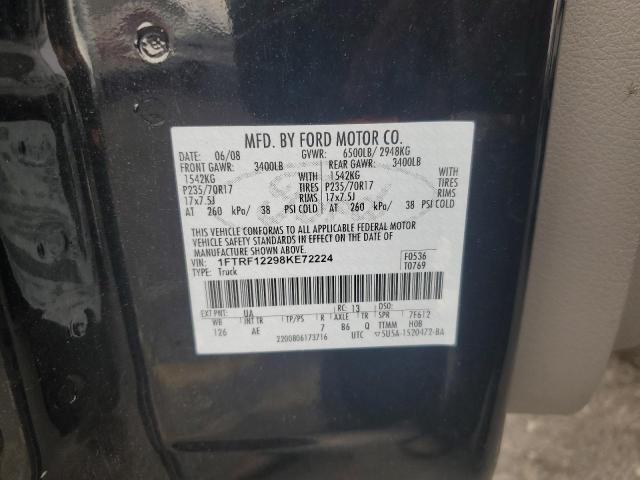 MFD. BY FORD MOTOR CO.
DATE: 06/08 GVWR: 6500LB/ 2948KG
FRONT GAWR: 3400LB REAR GAWR: 3400LB
1542KG WITH 1542KG WITH
P235/70R17 TIRES P235/70R17 TIRES
17x7.5J RIMS 17x7.5J RIMS
AT 260 kPa/ 38 PSI COLD AT 260 kPa/ 38 PSI COLD
THIS VEHICLE CONFORMS TO ALL APPLICABLE FEDERAL MOTOR
VEHICLE SAFETY STANDARDS IN EFFECT ON THE DATE OF
MANUFACTURE SHOWN ABOVE.
VIN: 1FTRF12298KE72224 F0536
TYPE: Truck T0769
EXT PNT: UA RC: 13 DSO:
WB INT TR TP/PS R AXLE TR SPR 7F612
126 AE 7 B6 Q TTMM H0B
2200806173716 UTC 5U5A-1520472-BA